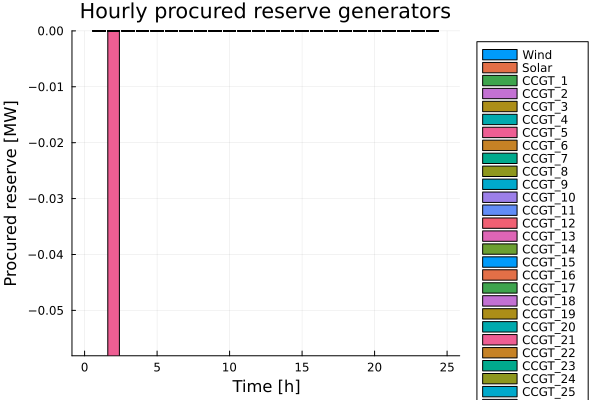 Hourly procured reserve generators
0.00
−0.01
−0.02
−0.03
−0.04
−0.05
Procured reserve [MW]
0
5
10
15
20
25
Time [h]
Wind
Solar
CCGT_1
CCGT_2
CCGT_3
CCGT_4
CCGT_5
CCGT_6
CCGT_7
CCGT_8
CCGT_9
CCGT_10
CCGT_11
CCGT_12
CCGT_13
CCGT_14
CCGT_15
CCGT_16
CCGT_17
CCGT_18
CCGT_19
CCGT_20
CCGT_21
CCGT_22
CCGT_23
CCGT_24
CCGT_25